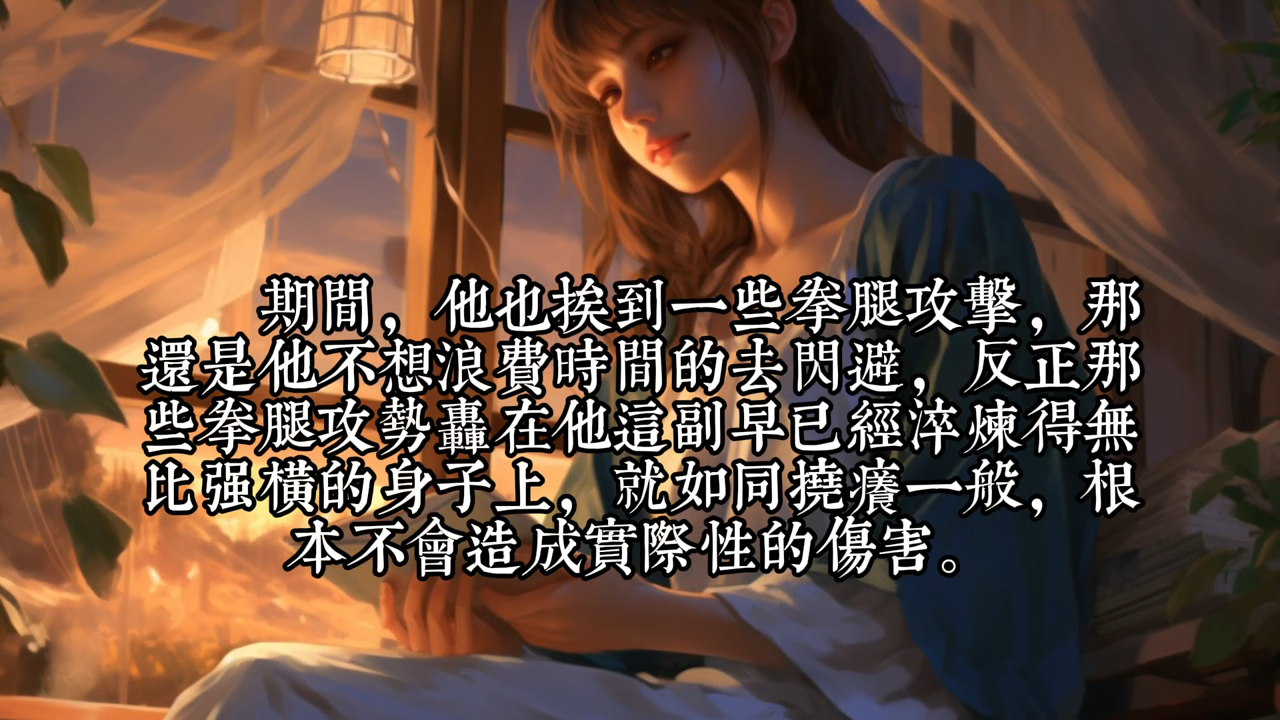 期間，他也挨到一些拳腿攻擊，那
還是他不想浪費時間的去閃避，反正那
些拳腿攻勢轟在他這副早已經淬煉得無
比强橫的身子上，就如同撓癢一般，根
本不會造成實際性的傷害。